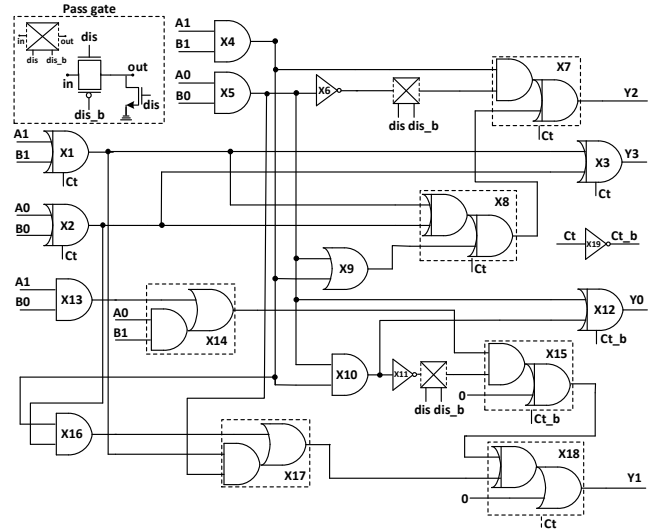 Pass gate
in
out
dis
dis_b
dis
in
out
dis
dis_b
A1
B1
X4
A0
B0
X5
X6
dis dis_b
X7
Ct
Y2
A1
B1
X1
Ct
X3
Ct
Y3
A0
B0
X2
Ct
X8
Ct
Ct
X19
Ct_b
X9
A1
B0
X13
A0
B1
X14
X12
Ct_b
Y0
X10
X11
dis dis_b
X15
0
Ct_b
X16
X17
X18
0
Ct
Y1